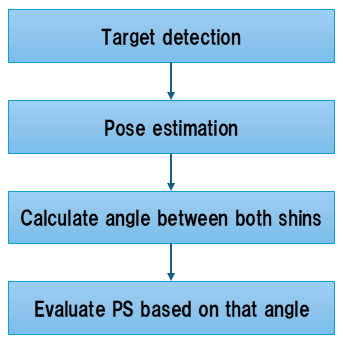 Target detection
Pose estimation
Calculate angle between both shins
Evaluate PS based on that angle